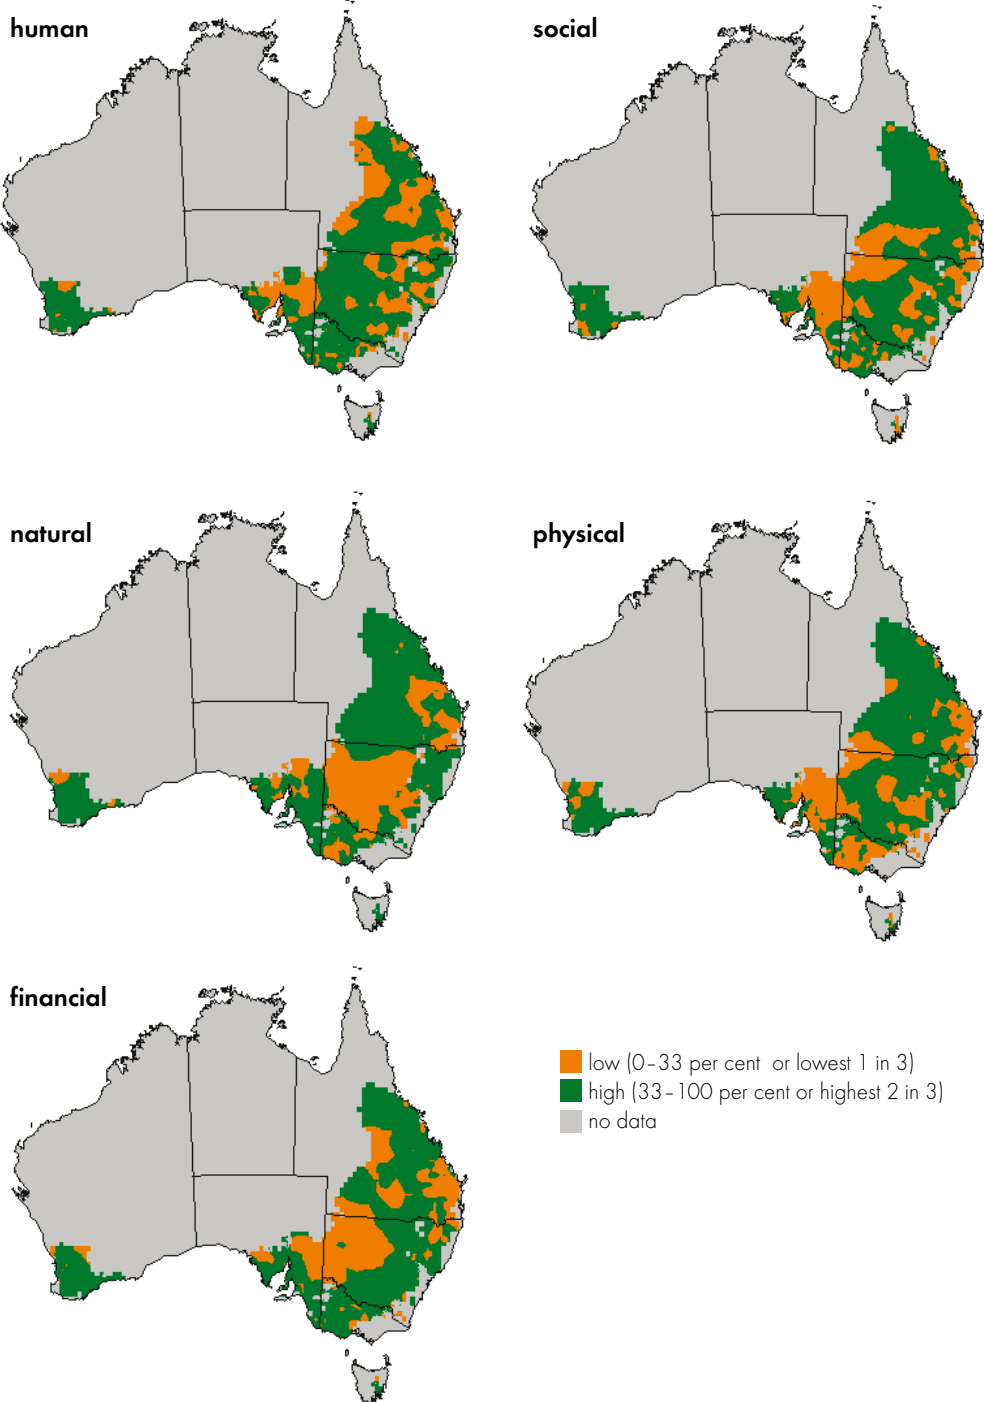 human
social
natural
physical
financial
low (0–33 per cent or lowest 1 in 3)
high (33–100 per cent or highest 2 in 3)
no data